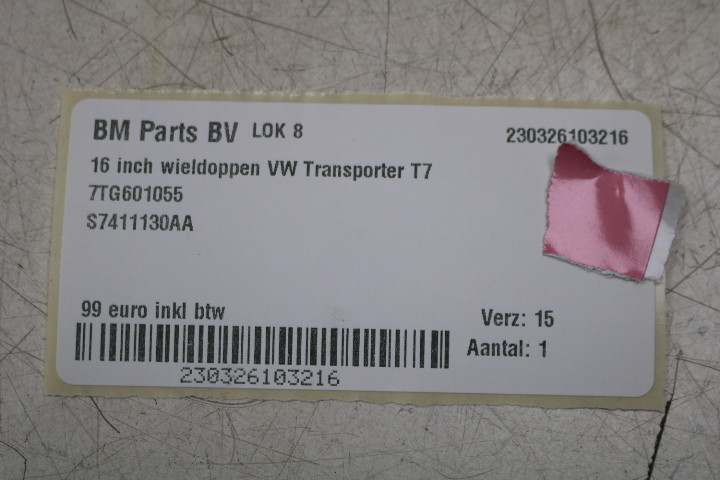 BM Parts BV LOK 8 230326103216
16 inch wieldoppen VW Transporter T7
7TG601055
S7411130AA
99 euro inkl btw
Verz: 15
Aantal: 1
230326103216